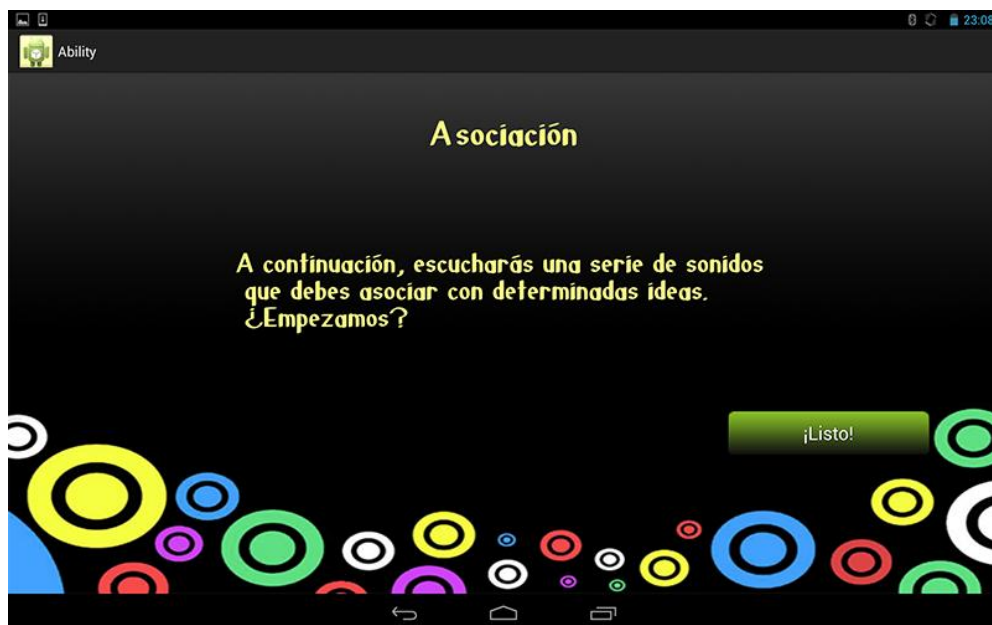 23:08
Ability
Asociación
A continuación, escucharás una serie de sonidos
que debes asociar con determinadas ideas.
¿Empezamos?
¡Listo!